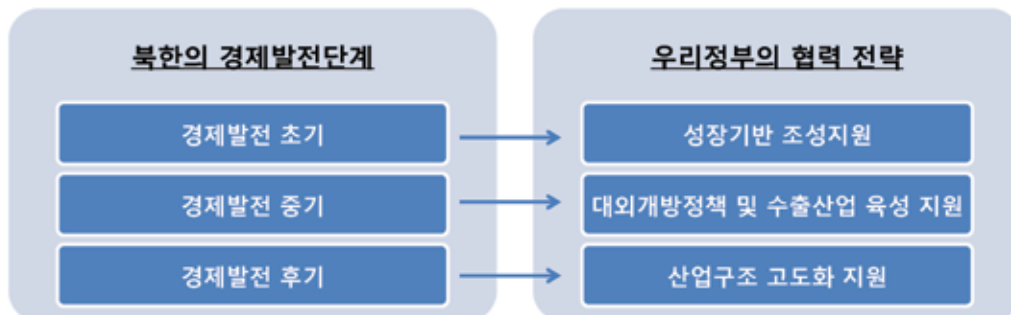 북한의 경제발전단계
경제발전 초기
경제발전 중기
경제발전 후기
우리정부의 협력 전략
성장기반 조성지원
대외개방정책 및 수출산업 육성 지원
산업구조 고도화 지원